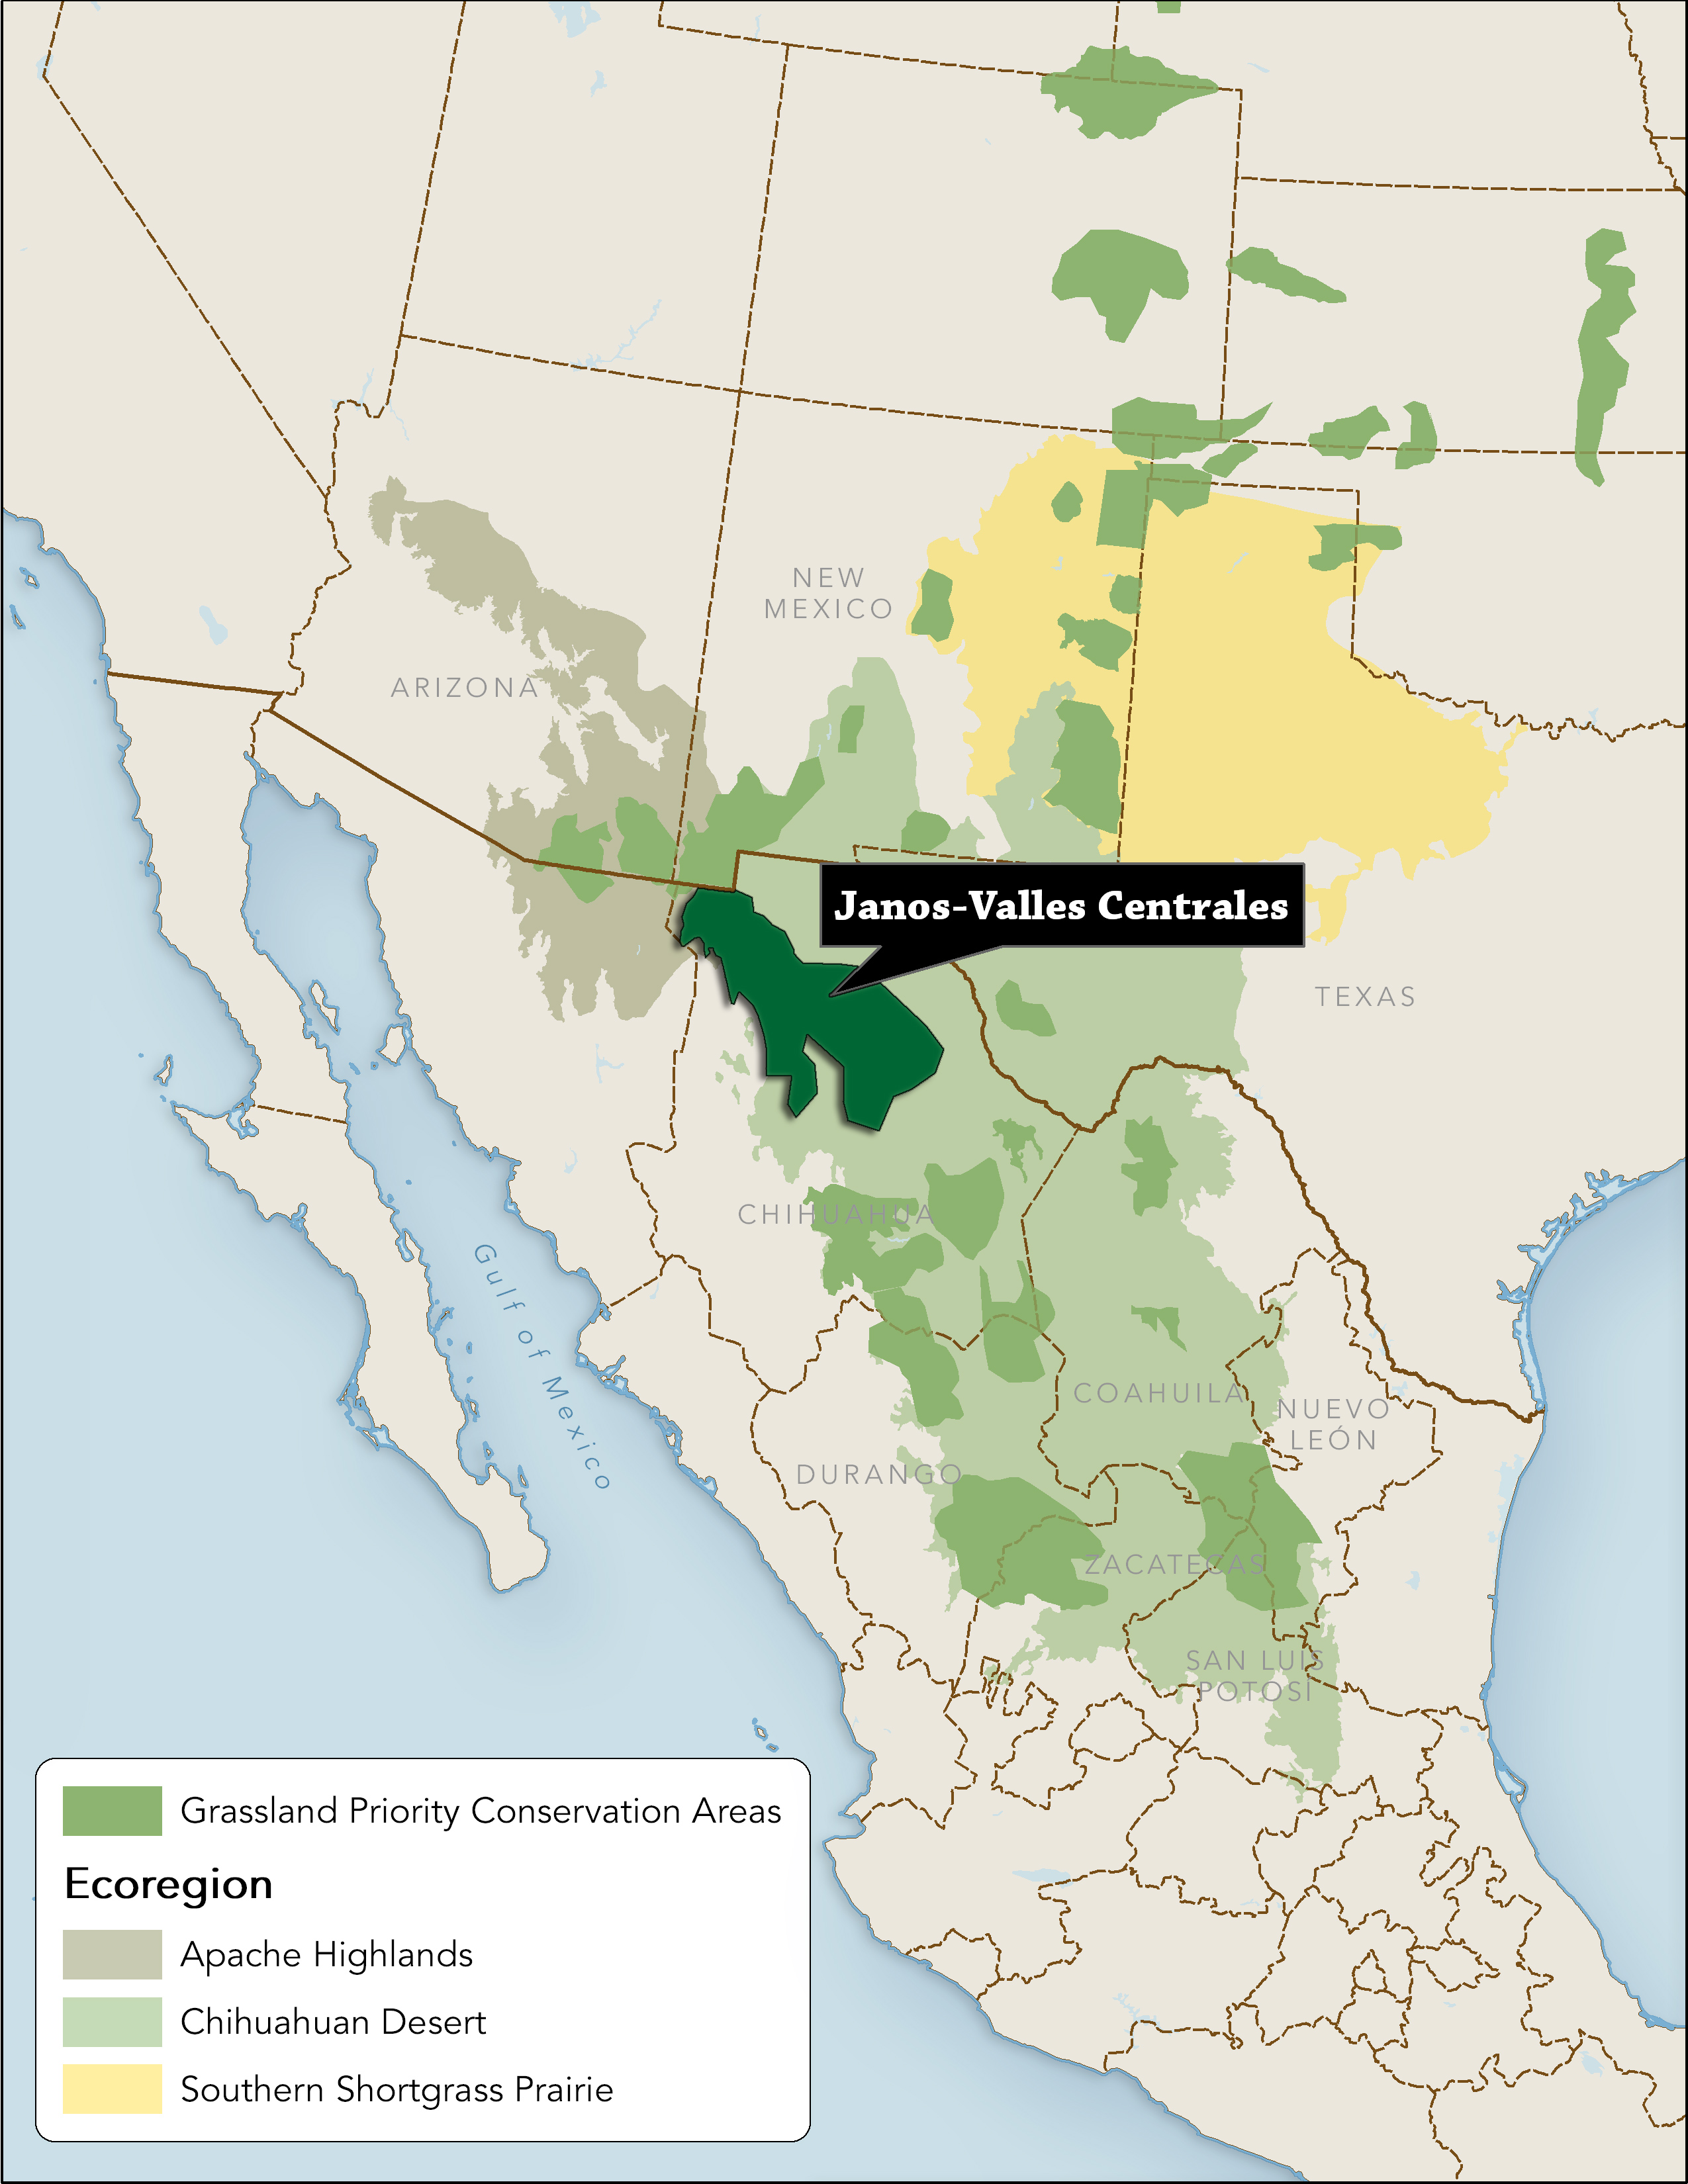 NEW
MEXICO
ARIZONA
Janos-Valles Centrales
TEXAS
CHIHUAHUA
Gulf of Mexico
COAHUILA
NUEVO
LEÓN
DURANGO
ZACATECAS
SAN LUIS
POTOSÍ
Grassland Priority Conservation Areas
Ecoregion
Apache Highlands
Chihuahuan Desert
Southern Shortgrass Prairie